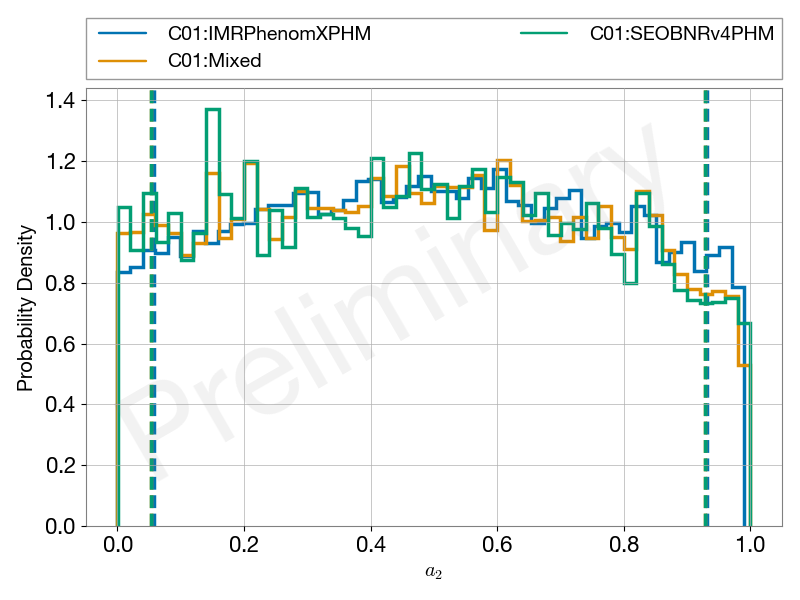 C01:IMRPhenomXPHM
C01:Mixed
C01:SEOBNRv4PHM
1.4
1.2
1.0
0.8
0.6
0.4
0.2
0.0
Probability Density
Preliminary
0.0 0.2 0.4 0.6 0.8 1.0
a₂